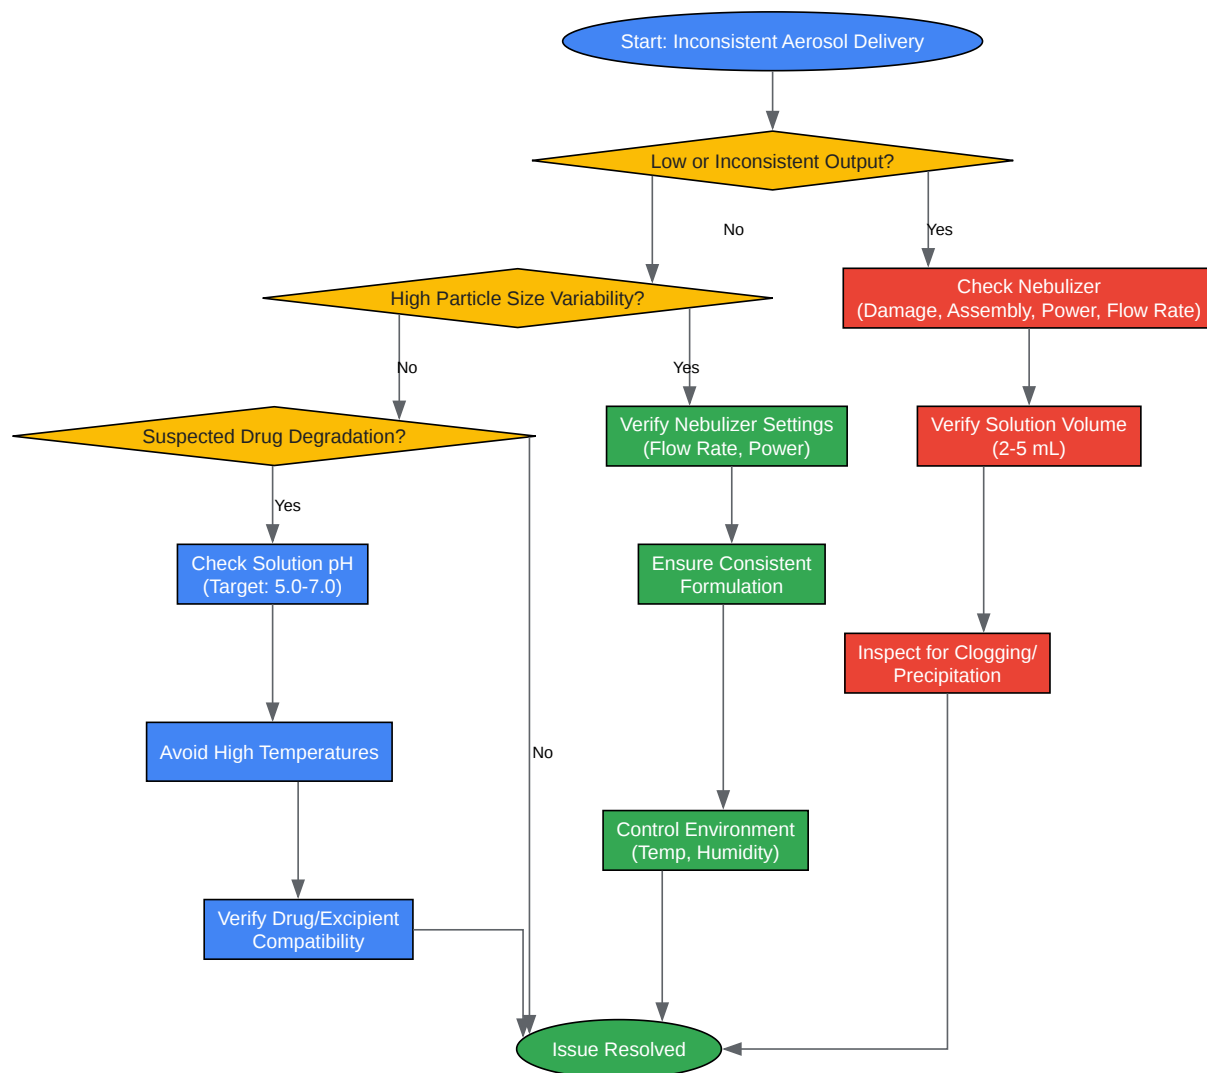 Start: Inconsistent Aerosol Delivery
Low or Inconsistent Output?
No
Yes
High Particle Size Variability?
Check Nebulizer
(Damage, Assembly, Power, Flow Rate)
No
Yes
Suspected Drug Degradation?
Verify Nebulizer Settings
(Flow Rate, Power)
Verify Solution Volume
(2-5 mL)
Yes
Check Solution pH
(Target: 5.0-7.0)
Ensure Consistent
Formulation
Inspect for Clogging/
Precipitation
Avoid High Temperatures
No
Control Environment
(Temp, Humidity)
Verify Drug/Excipient
Compatibility
Issue Resolved